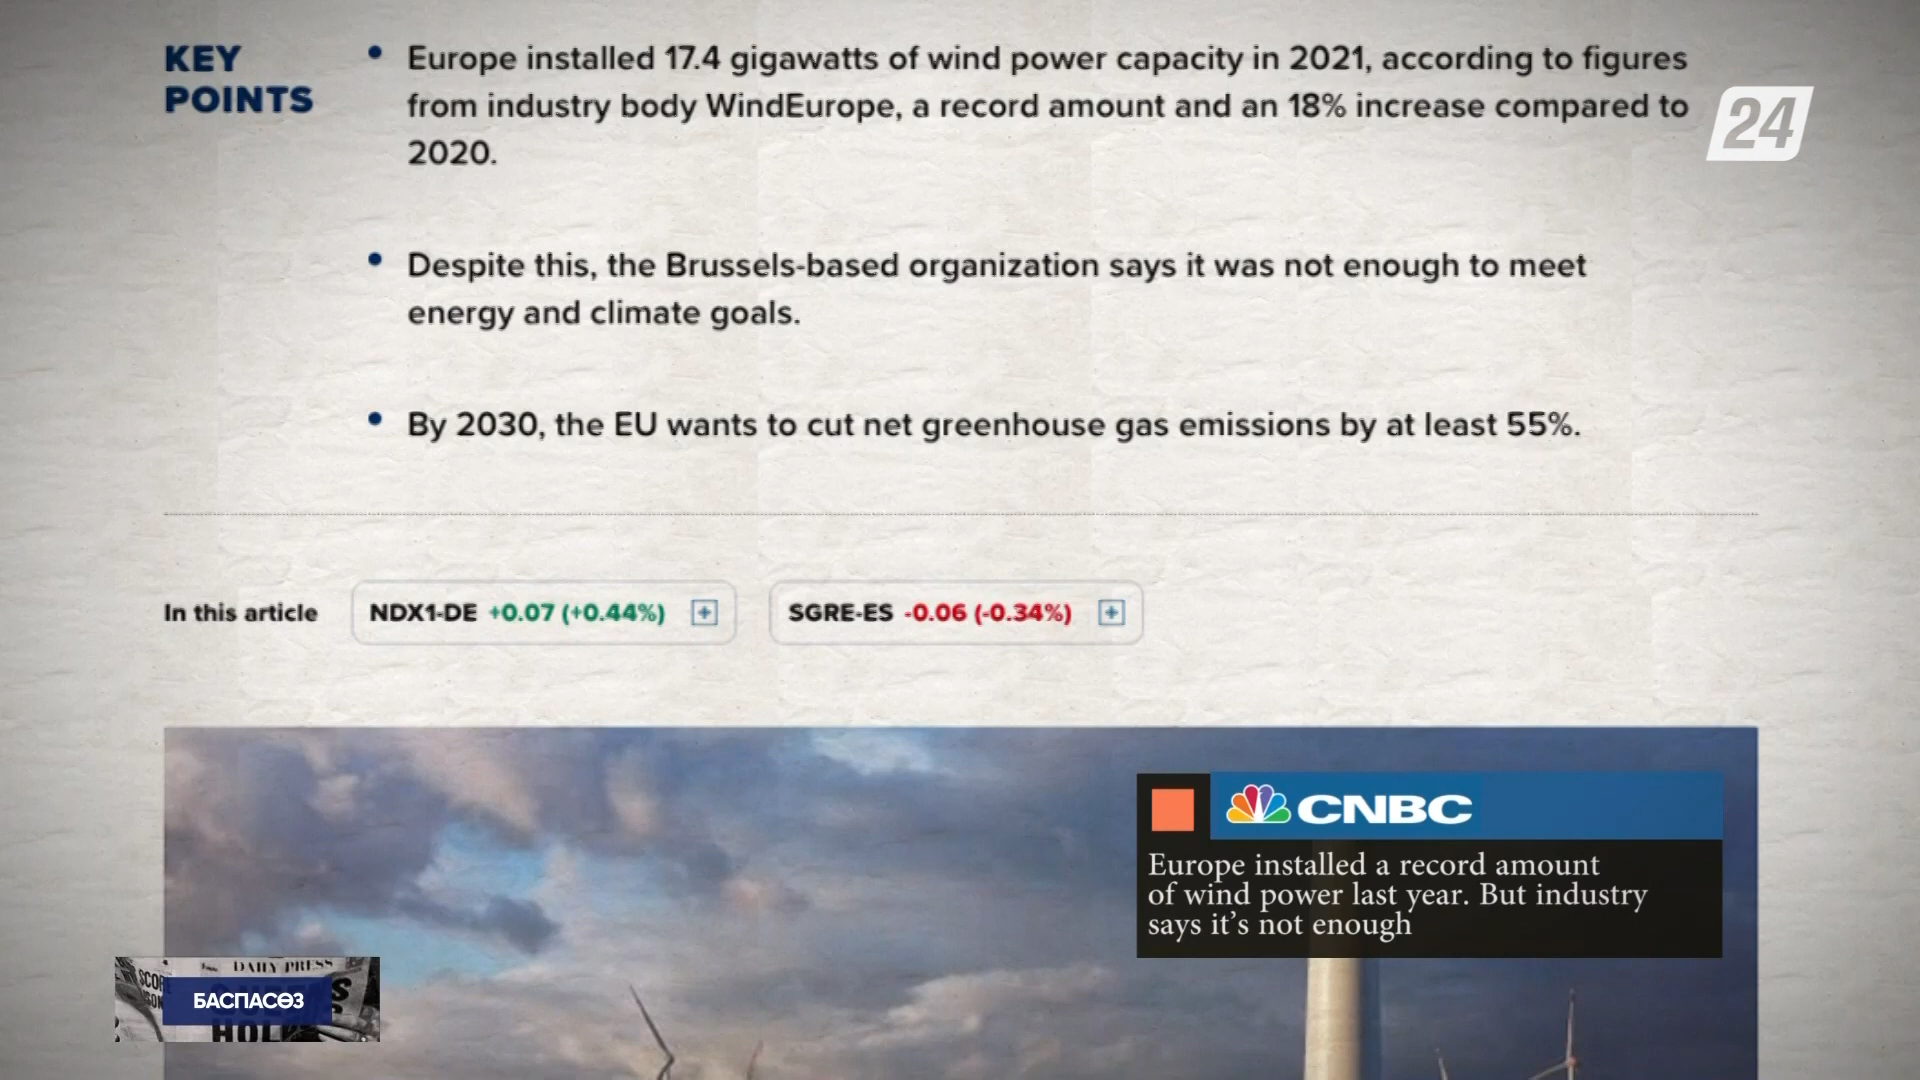 KEY
POINTS
Europe installed 17.4 gigawatts of wind power capacity in 2021, according to figures
from industry body WindEurope, a record amount and an 18% increase compared to
2020.
Despite this, the Brussels-based organization says it was not enough to meet
energy and climate goals.
By 2030, the EU wants to cut net greenhouse gas emissions by at least 55%.
24
In this article
NDX1-DE +0.07 (+0.44%)
SGRE-ES -0.06 (-0.34%)
CNBC
Europe installed a record amount
of wind power last year. But industry
says it's not enough
DAILY PRESS
БАСПАСӨЗ